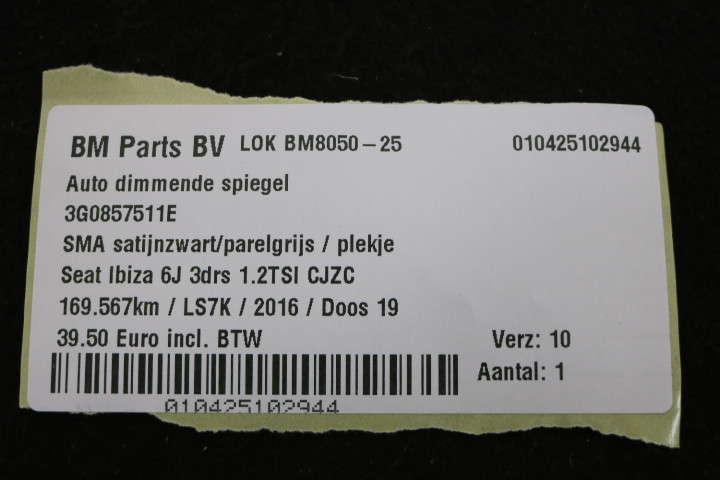 BM Parts BV LOK BM8050-25 010425102944
Auto dimmende spiegel
3G0857511E
SMA satijnzwart/parelgrijs / plekje
Seat Ibiza 6J 3drs 1.2TSI CJZC
169.567km / LS7K / 2016 / Doos 19
39.50 Euro incl. BTW Verz: 10
Aantal: 1
010425102944